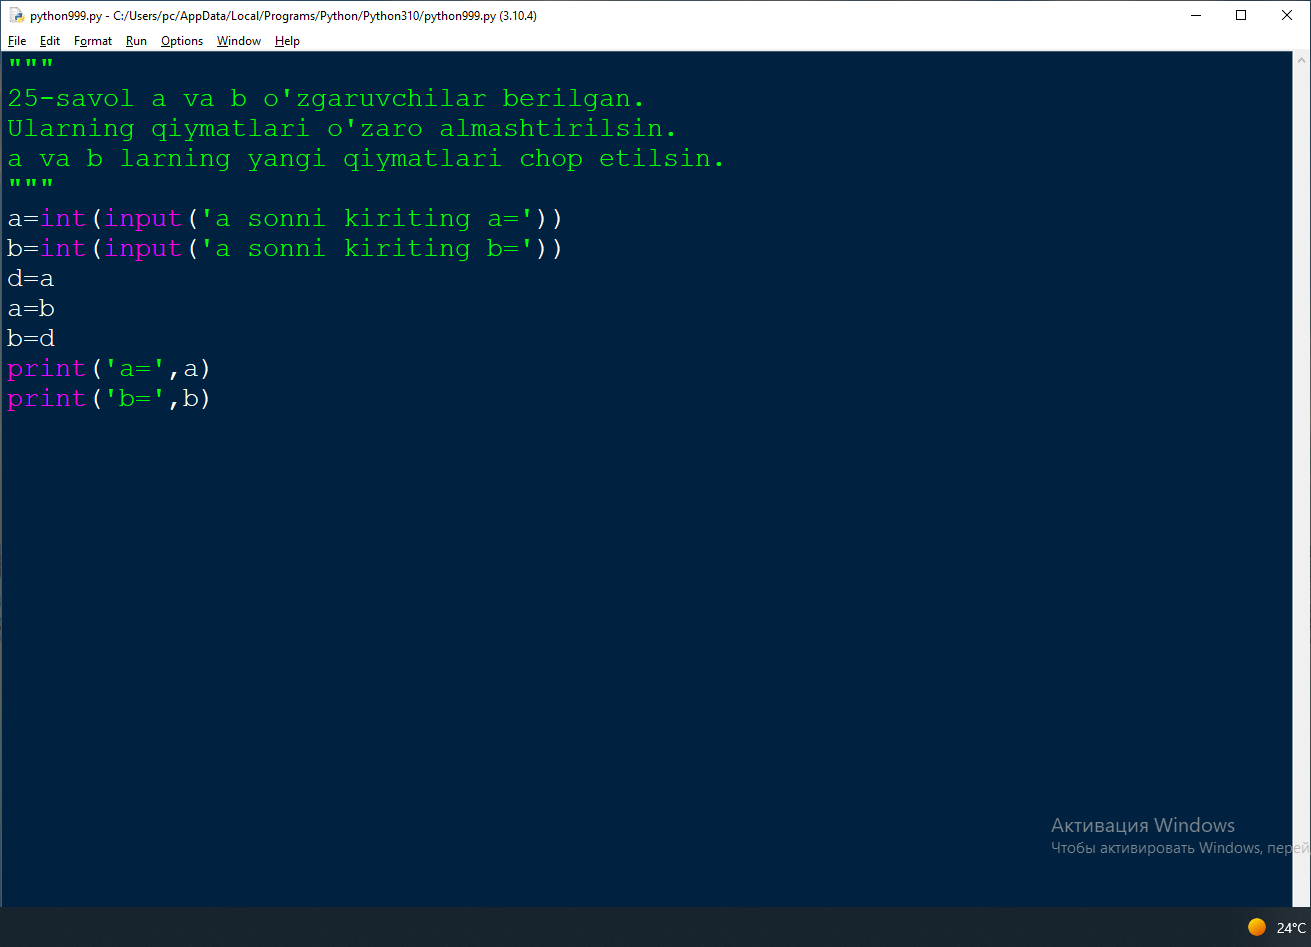 python999.py - C:/Users/pc/AppData/Local/Programs/Python/Python310/python999.py (3.10.4)
File Edit Format Run Options Window Help
"""
25-savol a va b o'zgaruvchilar berilgan.
Ularning qiymatlari o'zaro almashtirilsin.
a va b larning yangi qiymatlari chop etilsin.
"""
a=int(input('a sonni kiriting a='))
b=int(input('a sonni kiriting b='))
d=a
a=b
b=d
print('a=',a)
print('b=',b)
Активация Windows
Чтобы активировать Windows, перей
24°C